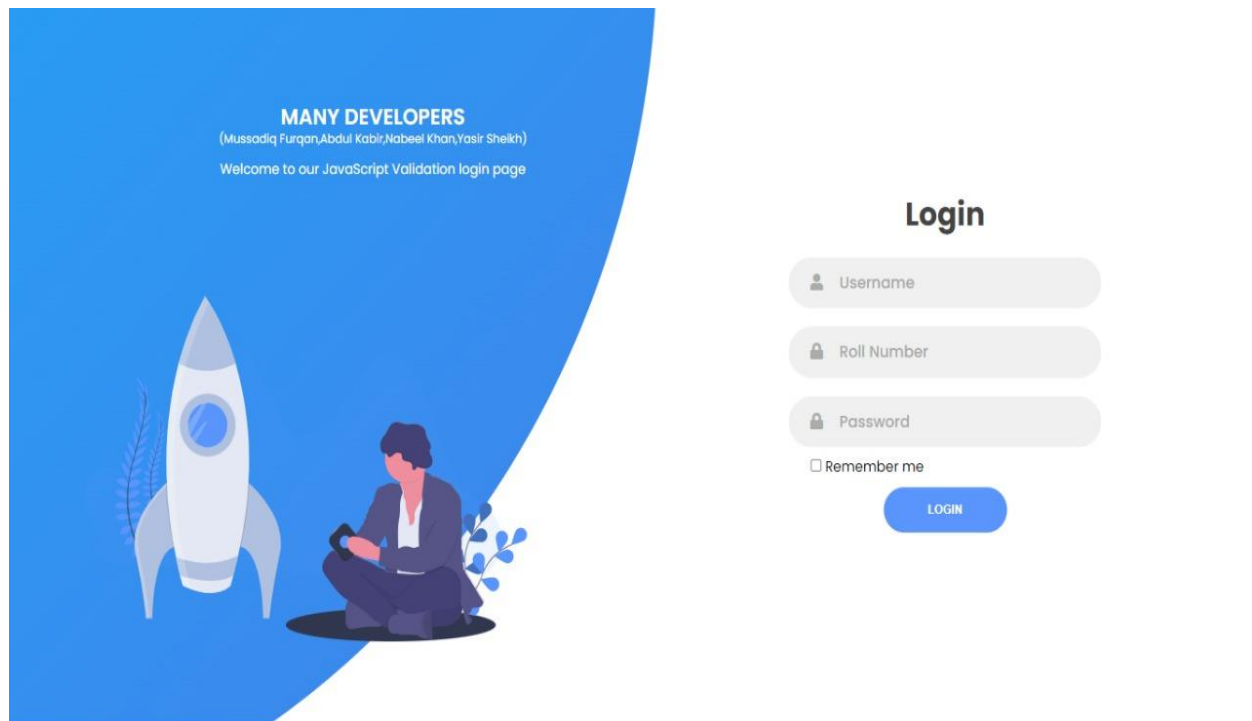 MANY DEVELOPERS
(Mussadiq Furqan,Abdul Kabir,Nabeel Khan,Yasir Sheikh)
Welcome to our JavaScript Validation login page
Login
Username
Roll Number
Password
Remember me
LOGIN